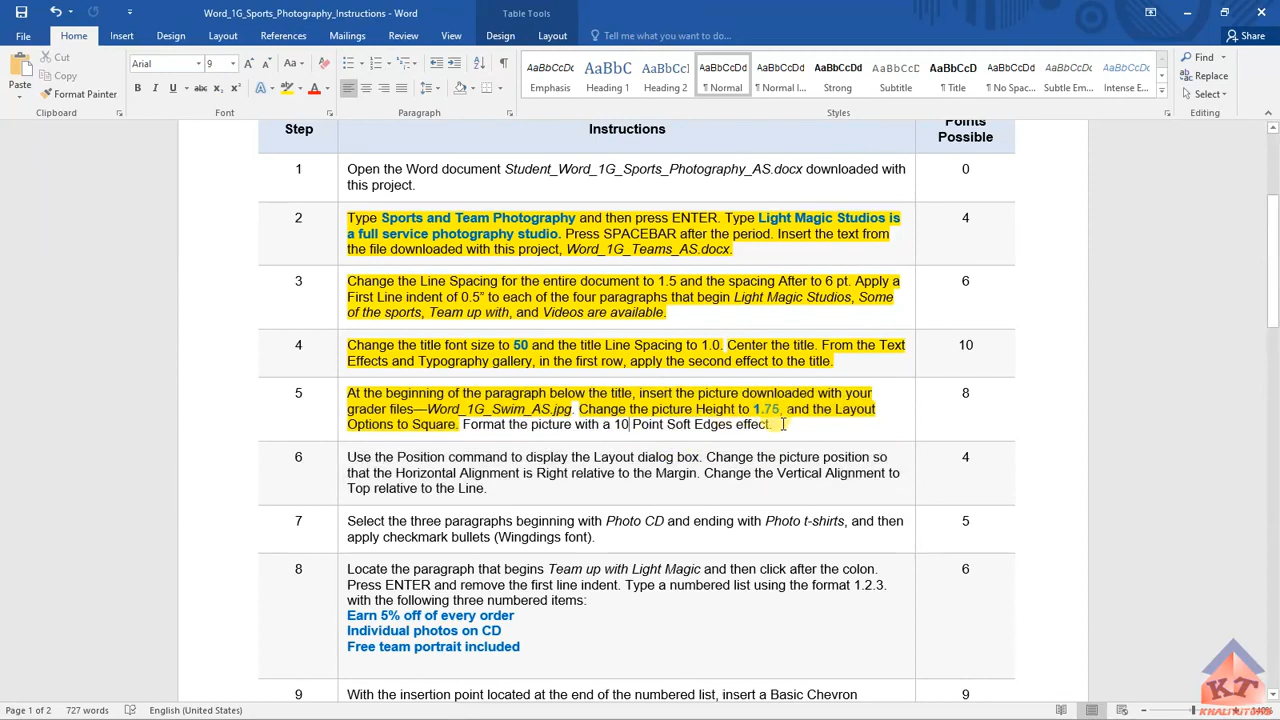 Word_1G_Sports_Photography_Instructions - Word
Table Tools
File Home Insert Design Layout References Mailings Review View Design Layout Tell me what you want to do... Share
Paste
Cut
Copy
Format Painter
Clipboard
Arial 9
B I U abc X₂ X²
Font
Paragraph
AaBbCcDc AaBbC AaBbCc] AaBbCcDd AaBbCcDd AaBbCcDd AaBbCcDd AaBbCcDd AaBbCcDd AaBbCcDd AaBbCcDd
Emphasis Heading 1 Heading 2 ¶ Normal ¶ Normal I... Strong Subtitle ¶ Title ¶ No Spac... Subtle Em... Intense E...
Styles
Find
Replace
Select
Editing
Step Instructions Points
Possible
1 Open the Word document Student_Word_1G_Sports_Photography_AS.docx downloaded with 0
this project.
2 Type Sports and Team Photography and then press ENTER. Type Light Magic Studios is 4
a full service photography studio. Press SPACEBAR after the period. Insert the text from
the file downloaded with this project, Word_1G_Teams_AS.docx.
3 Change the Line Spacing for the entire document to 1.5 and the spacing After to 6 pt. Apply a 6
First Line indent of 0.5” to each of the four paragraphs that begin Light Magic Studios, Some
of the sports, Team up with, and Videos are available.
4 Change the title font size to 50 and the title Line Spacing to 1.0. Center the title. From the Text 10
Effects and Typography gallery, in the first row, apply the second effect to the title.
5 At the beginning of the paragraph below the title, insert the picture downloaded with your 8
grader files—Word_1G_Swim_AS.jpg. Change the picture Height to 1.75, and the Layout
Options to Square. Format the picture with a 10 Point Soft Edges effect.
6 Use the Position command to display the Layout dialog box. Change the picture position so 4
that the Horizontal Alignment is Right relative to the Margin. Change the Vertical Alignment to
Top relative to the Line.
7 Select the three paragraphs beginning with Photo CD and ending with Photo t-shirts, and then 5
apply checkmark bullets (Wingdings font).
8 Locate the paragraph that begins Team up with Light Magic and then click after the colon. 6
Press ENTER and remove the first line indent. Type a numbered list using the format 1.2.3.
with the following three numbered items:
Earn 5% off of every order
Individual photos on CD
Free team portrait included
9 With the insertion point located at the end of the numbered list, insert a Basic Chevron 9
KT
Page 1 of 2 727 words English (United States)